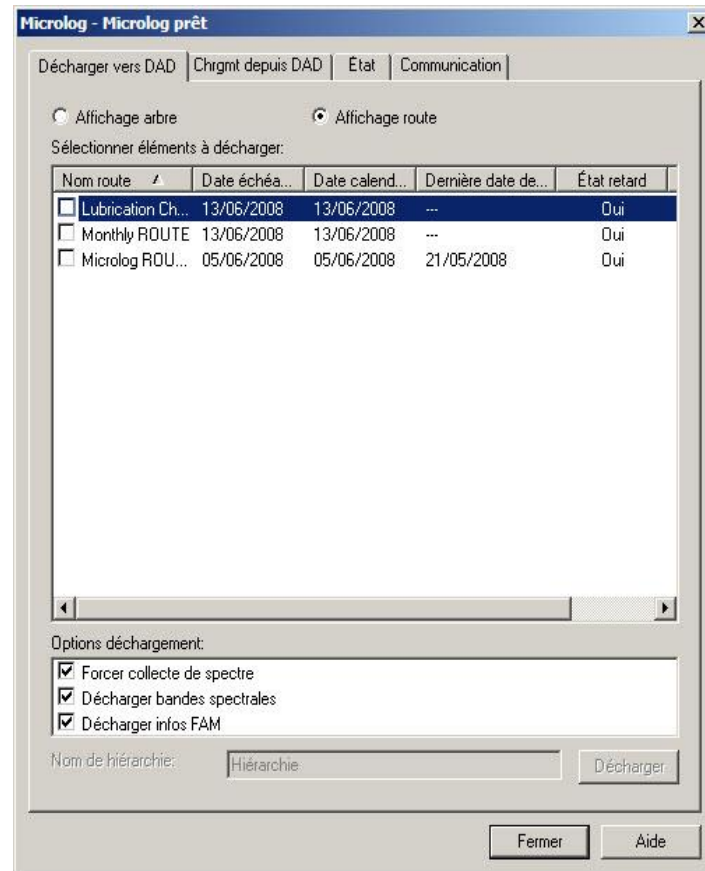 Microlog - Microlog prêt
Décharger vers DAD Chrgmt depuis DAD État Communication
Affichage arbre Affichage route
Sélectionner éléments à décharger:
Nom route Date échéa... Date calend... Dernière date de... État retard
Lubrication Ch... 13/06/2008 13/06/2008 --- Oui
Monthly ROUTE 13/06/2008 13/06/2008 --- Oui
Microlog ROU... 05/06/2008 05/06/2008 21/05/2008 Oui
Options déchargement:
Forcer collecte de spectre
Décharger bandes spectrales
Décharger infos FAM
Nom de hiérarchie: Hiérarchie Décharger
Fermer Aide